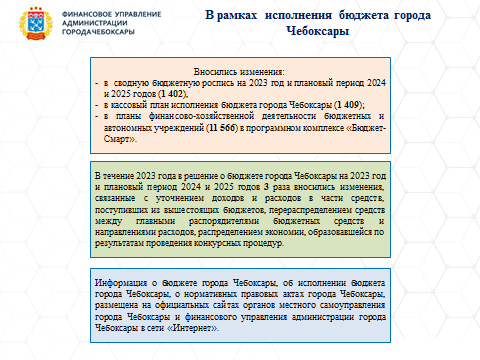 ФИНАНСОВОЕ УПРАВЛЕНИЕ
АДМИНИСТРАЦИИ
ГОРОДА ЧЕБОКСАРЫ
В рамках исполнения бюджета города
Чебоксары
Вносились изменения:
- в сводную бюджетную роспись на 2023 год и плановый период 2024
и 2025 годов (1 402),
- в кассовый план исполнения бюджета города Чебоксары (1 409);
- в планы финансово-хозяйственной деятельности бюджетных и
автономных учреждений (11 566) в программном комплексе «Бюджет-
Смарт».
В течение 2023 года в решение о бюджете города Чебоксары на 2023 год
и плановый период 2024 и 2025 годов 3 раза вносились изменения,
связанные с уточнением доходов и расходов в части средств,
поступивших из вышестоящих бюджетов, перераспределением средств
между главными распорядителями бюджетных средств и
направлениями расходов, распределением экономии, образовавшейся по
результатам проведения конкурсных процедур.
Информация о бюджете города Чебоксары, об исполнении бюджета
города Чебоксары, о нормативных правовых актах города Чебоксары,
размещена на официальных сайтах органов местного самоуправления
города Чебоксары и финансового управления администрации города
Чебоксары в сети «Интернет».